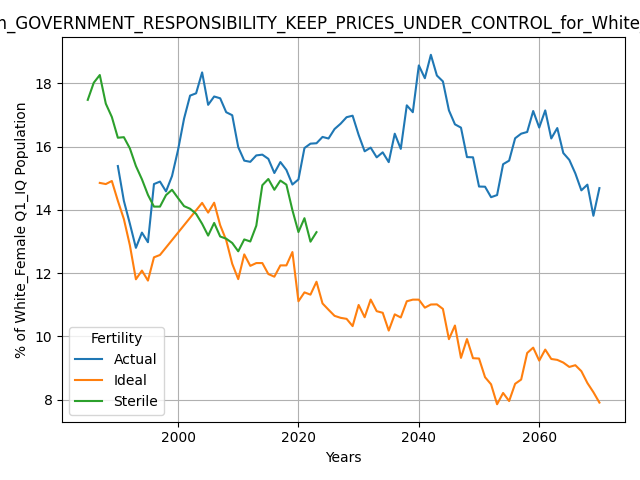 n_GOVERNMENT_RESPONSIBILITY_KEEP_PRICES_UNDER_CONTROL_for_White
% of White_Female Q1_IQ Population
18
16
14
12
10
8
Fertility
Actual
Ideal
Sterile
2000 2020 2040 2060
Years